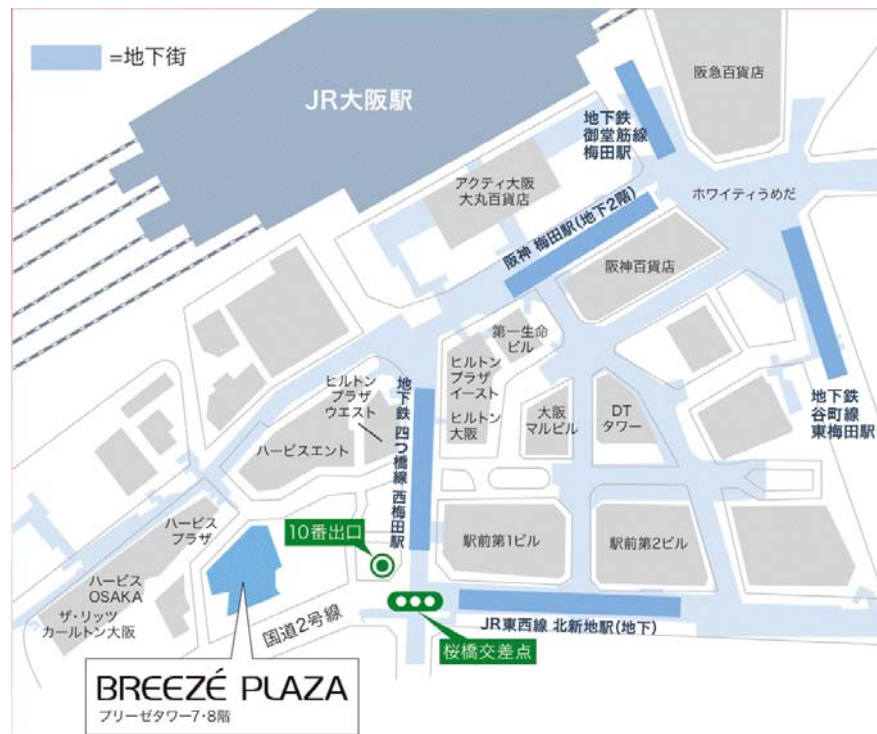 =地下街
JR大阪駅
阪急百貨店
地下鉄
御堂筋線
梅田駅
アクティ大阪
大丸百貨店
ホワイティうめだ
阪神 梅田駅(地下2階)
阪神百貨店
第一生命
ビル
ヒルトン
プラザ
イースト
ヒルトン
大阪
ヒルトン
プラザ
ウエスト
地下鉄 四つ橋線 西梅田駅
大阪
マルビル
DT
タワー
地下鉄
谷町線
東梅田駅
ハービスエント
ハービス
プラザ
10番出口
駅前第1ビル
駅前第2ビル
ハービス
OSAKA
ザ・リッツ
カールトン大阪
国道2号線
JR東西線 北新地駅(地下)
桜橋交差点
BREEZÉ PLAZA
ブリーゼタワー7・8階